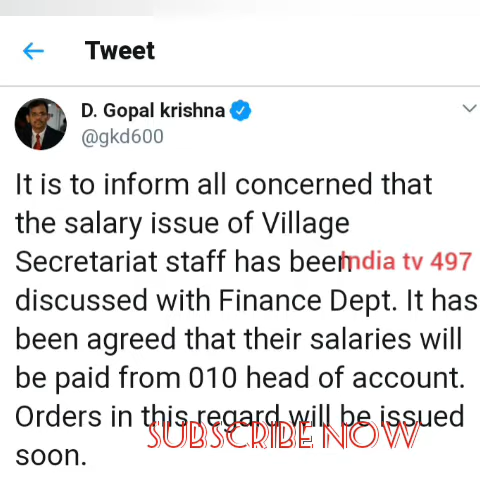 Tweet
D. Gopal krishna
@gkd600
It is to inform all concerned that
the salary issue of Village
Secretariat staff has been India tv 497
discussed with Finance Dept. It has
been agreed that their salaries will
be paid from 010 head of account.
Orders in this regard will be issued
SUBSCRIBE NOW
soon.